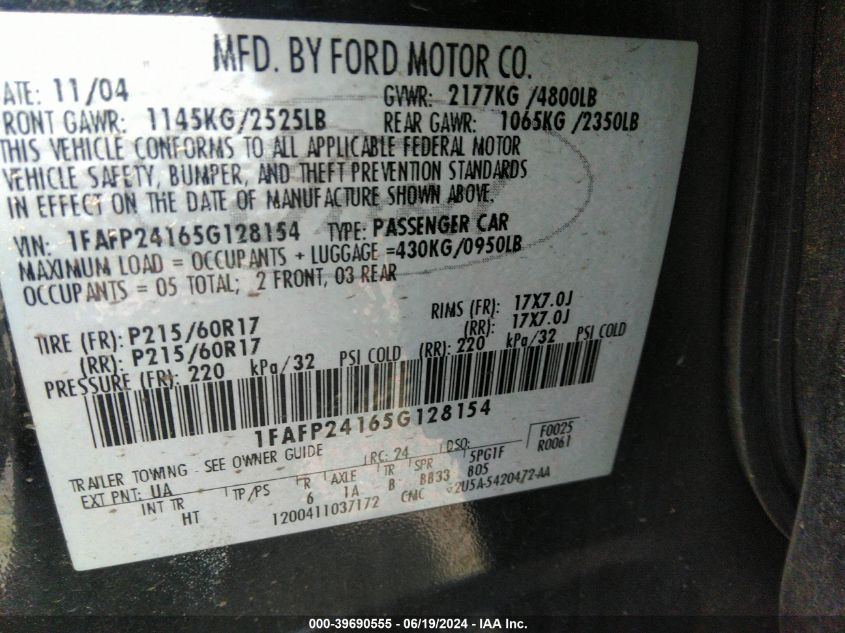 MFD. BY FORD MOTOR CO.
ATE: 11/04 GVWR: 2177KG /4800LB
RONT GAWR: 1145KG/2525LB REAR GAWR: 1065KG /2350LB
THIS VEHICLE CONFORMS TO ALL APPLICABLE FEDERAL MOTOR
VEHICLE SAFETY, BUMPER, AND THEFT PREVENTION STANDARDS
IN EFFECT ON THE DATE OF MANUFACTURE SHOWN ABOVE.
VIN: 1FAFP24165G128154 TYPE: PASSENGER CAR
MAXIMUM LOAD = OCCUPANTS + LUGGAGE =430KG/0950LB
OCCUPANTS = 05 TOTAL; 2 FRONT, 03 REAR
TIRE (FR): P215/60R17 RIMS (FR): 17X7.0J
(RR): P215/60R17 (RR): 17X7.0J
PRESSURE (FR): 220 kPa/32 PSI COLD (RR): 220 kPa/32 PSI COLD
1FAFP24165G128154
TRAILER TOWING - SEE OWNER GUIDE RC: 24 DSO: F0025
EXT PNT: UA TP/PS R AXLE TR SPR 5PG1F R0061
INT TR 6 1A B BB33 B05
HT 1200411037172 CMC 2U5A-5420472-AA
000-39690555 - 06/19/2024 - IAA Inc.